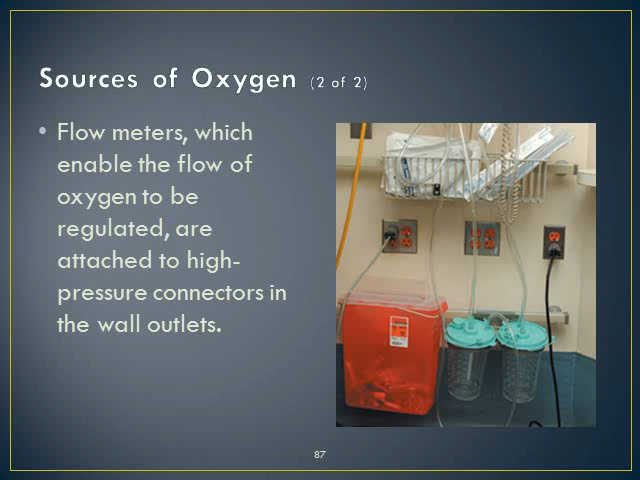 Sources of Oxygen (2 of 2)
• Flow meters, which
enable the flow of
oxygen to be
regulated, are
attached to high-
pressure connectors in
the wall outlets.
87